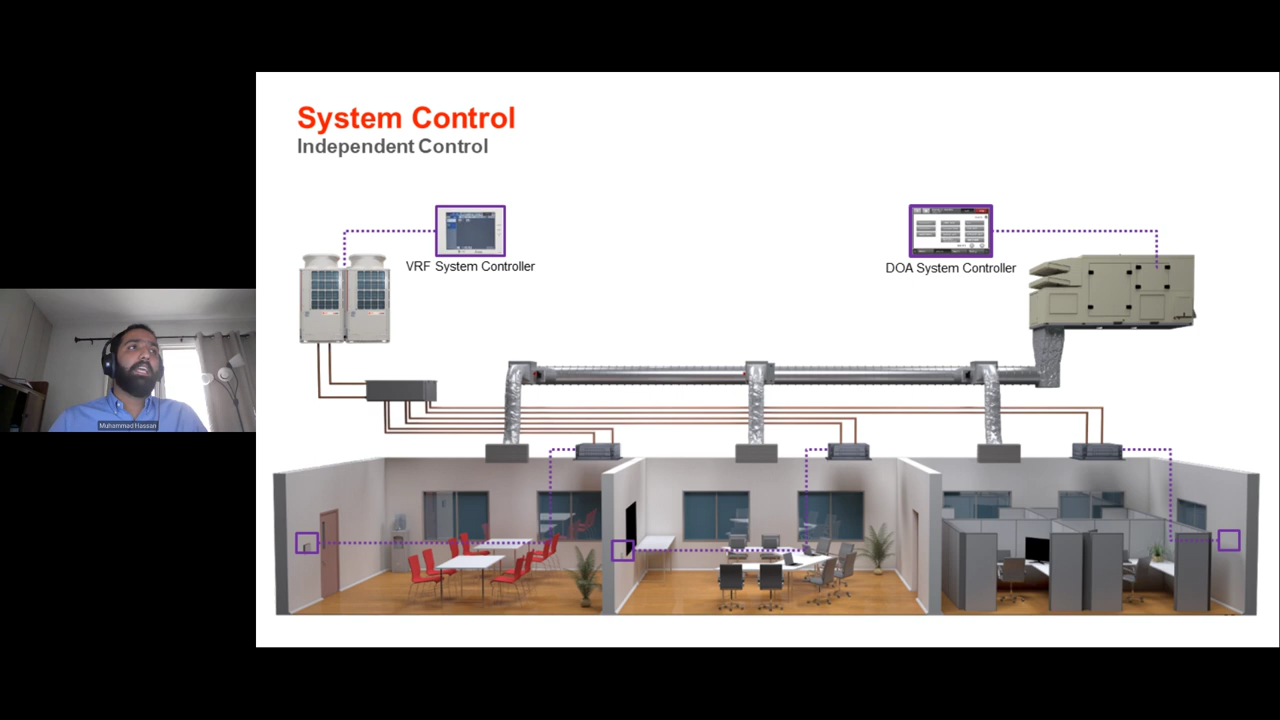 System Control
Independent Control
VRF System Controller
DOA System Controller
Muhammad Hassan